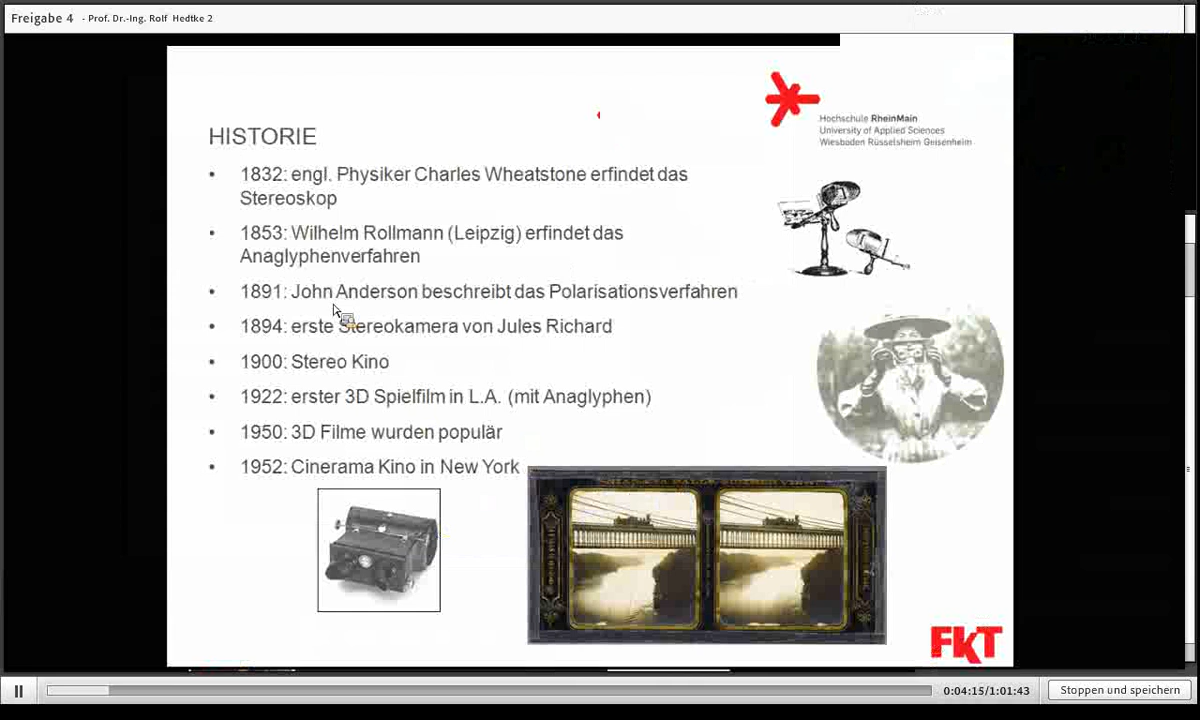 Freigabe 4 - Prof. Dr.-Ing. Rolf Hedtke 2
Hochschule RheinMain
University of Applied Sciences
Wiesbaden Rüsselsheim Geisenheim
HISTORIE
• 1832: engl. Physiker Charles Wheatstone erfindet das
Stereoskop
• 1853: Wilhelm Rollmann (Leipzig) erfindet das
Anaglyphenverfahren
• 1891: John Anderson beschreibt das Polarisationsverfahren
• 1894: erste Stereokamera von Jules Richard
• 1900: Stereo Kino
• 1922: erster 3D Spielfilm in L.A. (mit Anaglyphen)
• 1950: 3D Filme wurden populär
• 1952: Cinerama Kino in New York
FKT
0:04:15/1:01:43
Stoppen und speichern